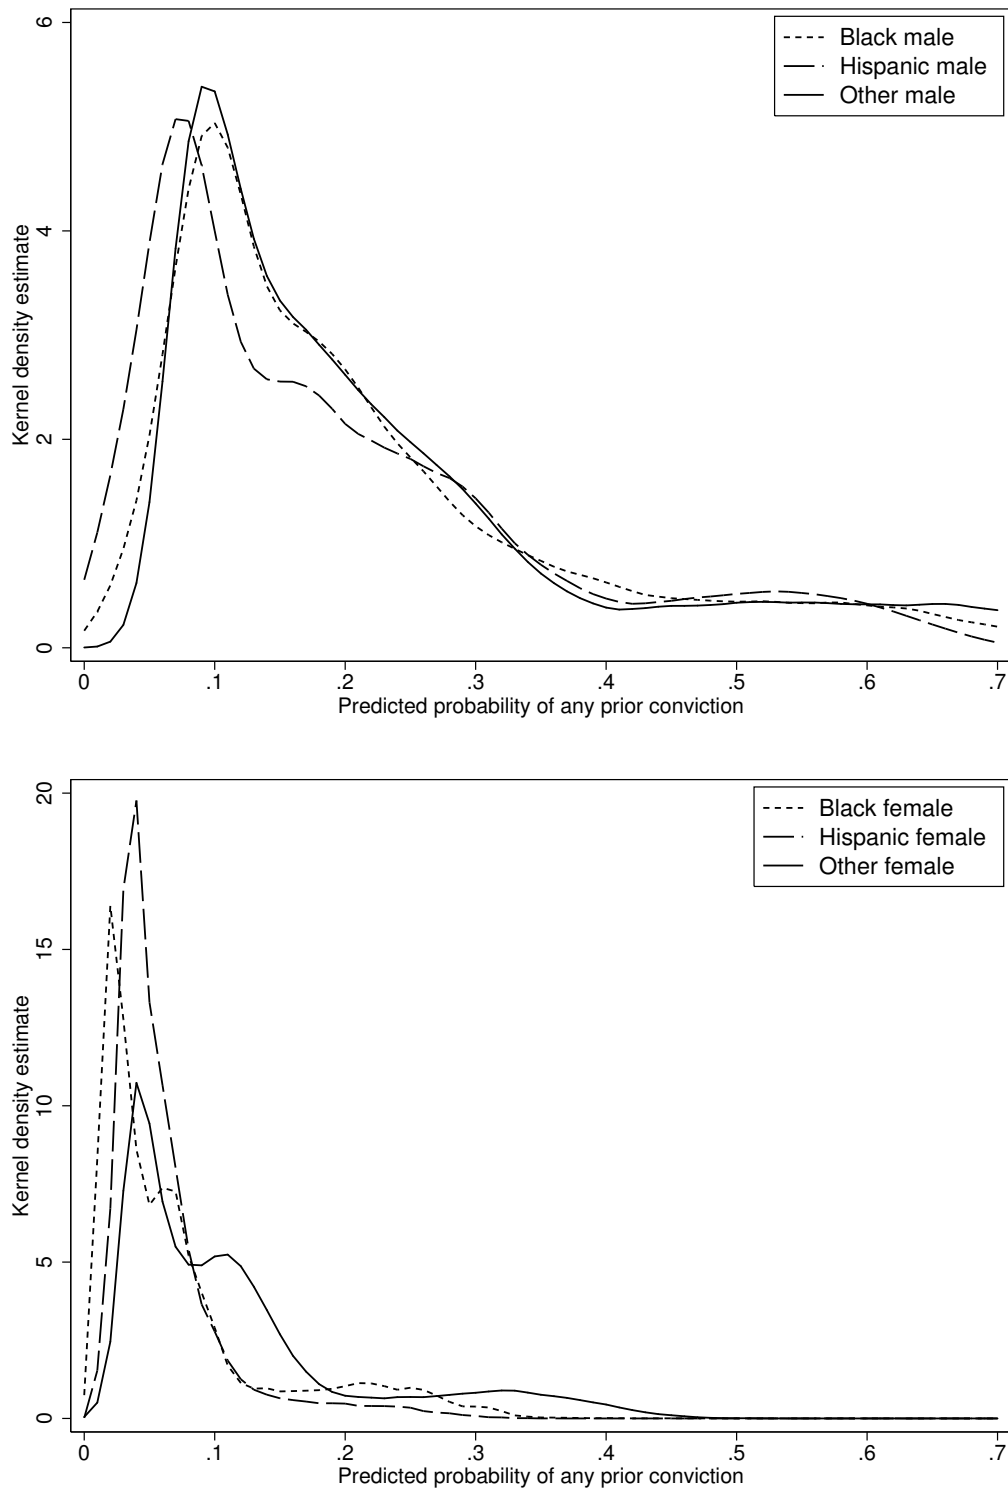 6
4
2
0
Kernel density estimate
Black male
Hispanic male
Other male
0 .1 .2 .3 .4 .5 .6 .7
Predicted probability of any prior conviction
20
15
10
5
0
Kernel density estimate
Black female
Hispanic female
Other female
0 .1 .2 .3 .4 .5 .6 .7
Predicted probability of any prior conviction